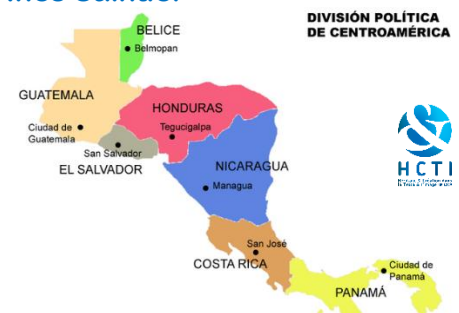 DIVISIÓN POLÍTICA
DE CENTROAMÉRICA
BELICE
Belmopan
GUATEMALA
HONDURAS
Ciudad de
Guatemala
Tegucigalpa
San Salvador
EL SALVADOR
NICARAGUA
Managua
HCTI
San José
COSTA RICA
Ciudad de
Panamá
PANAMÁ